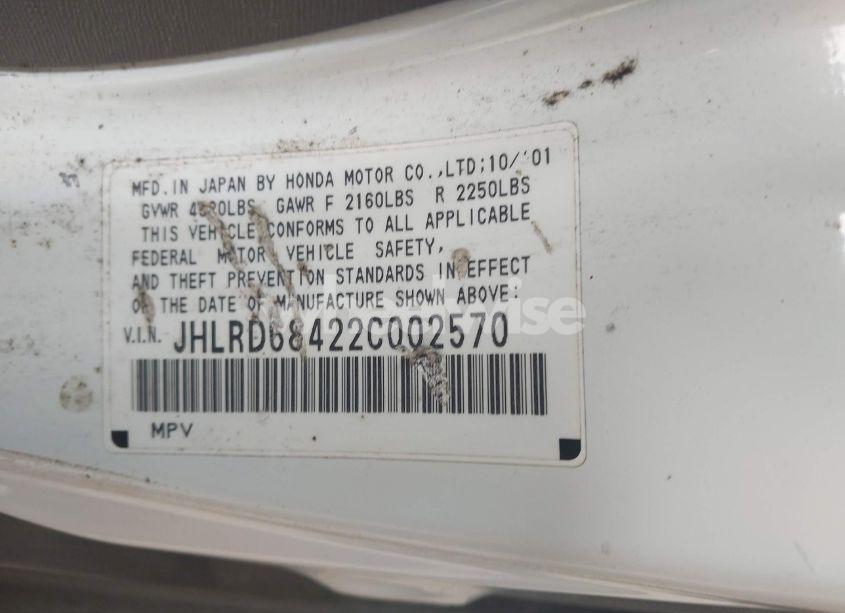 MFD. IN JAPAN BY HONDA MOTOR CO.,LTD;10/'01
GVWR LBS GAWR F 2160LBS R 2250LBS
THIS VEHICLE CONFORMS TO ALL APPLICABLE
FEDERAL MOTOR VEHICLE SAFETY,
AND THEFT PREVENTION STANDARDS IN EFFECT
ON THE DATE OF MANUFACTURE SHOWN ABOVE:
V.I.N. JHLRD68422C002570
MPV